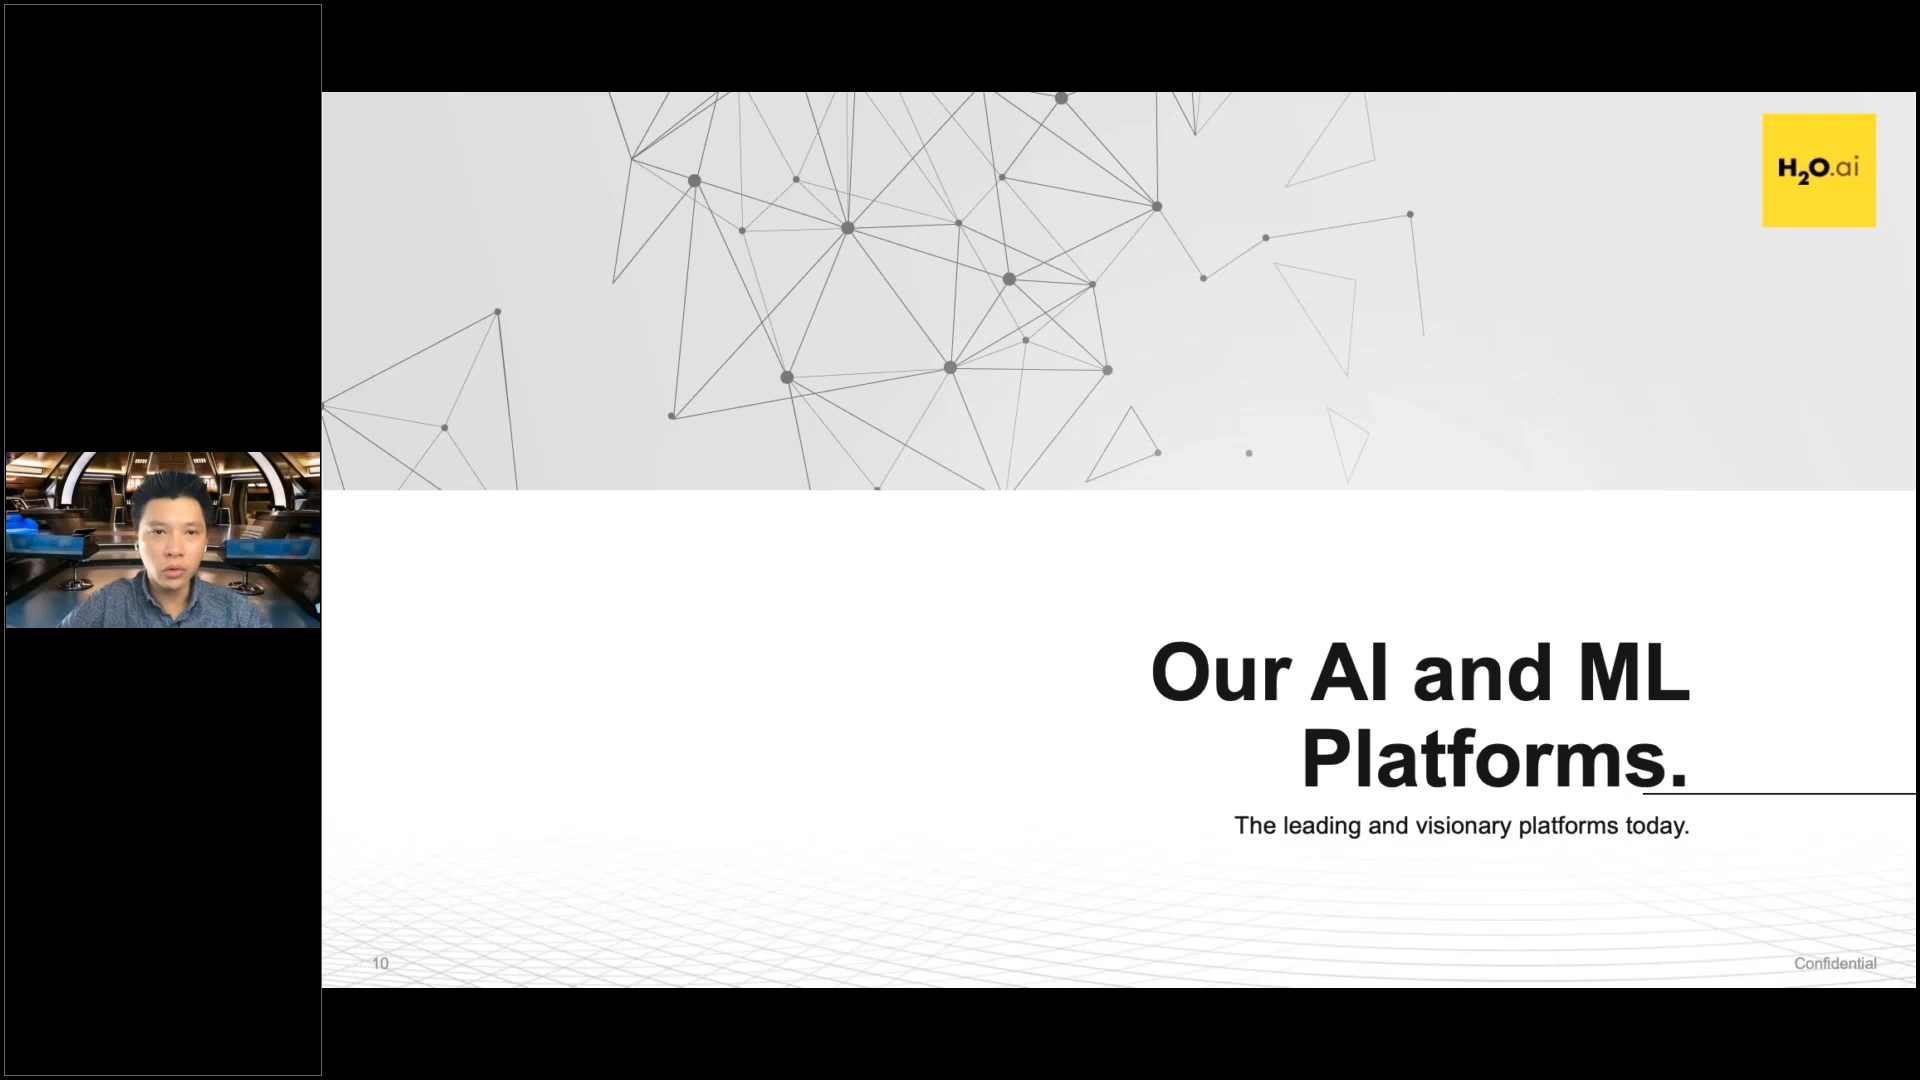 H2O.ai
Our AI and ML
Platforms.
The leading and visionary platforms today.
10
Confidential